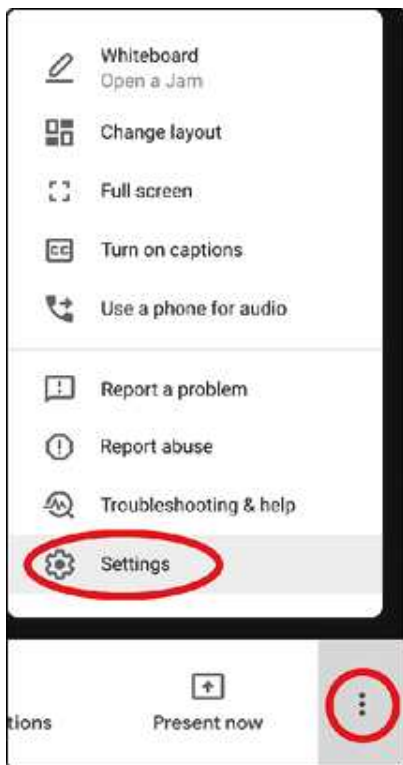 Whiteboard
Open a Jam
Change layout
Full screen
CC
Turn on captions
Use a phone for audio
Report a problem
Report abuse
Troubleshooting & help
Settings
tions
Present now